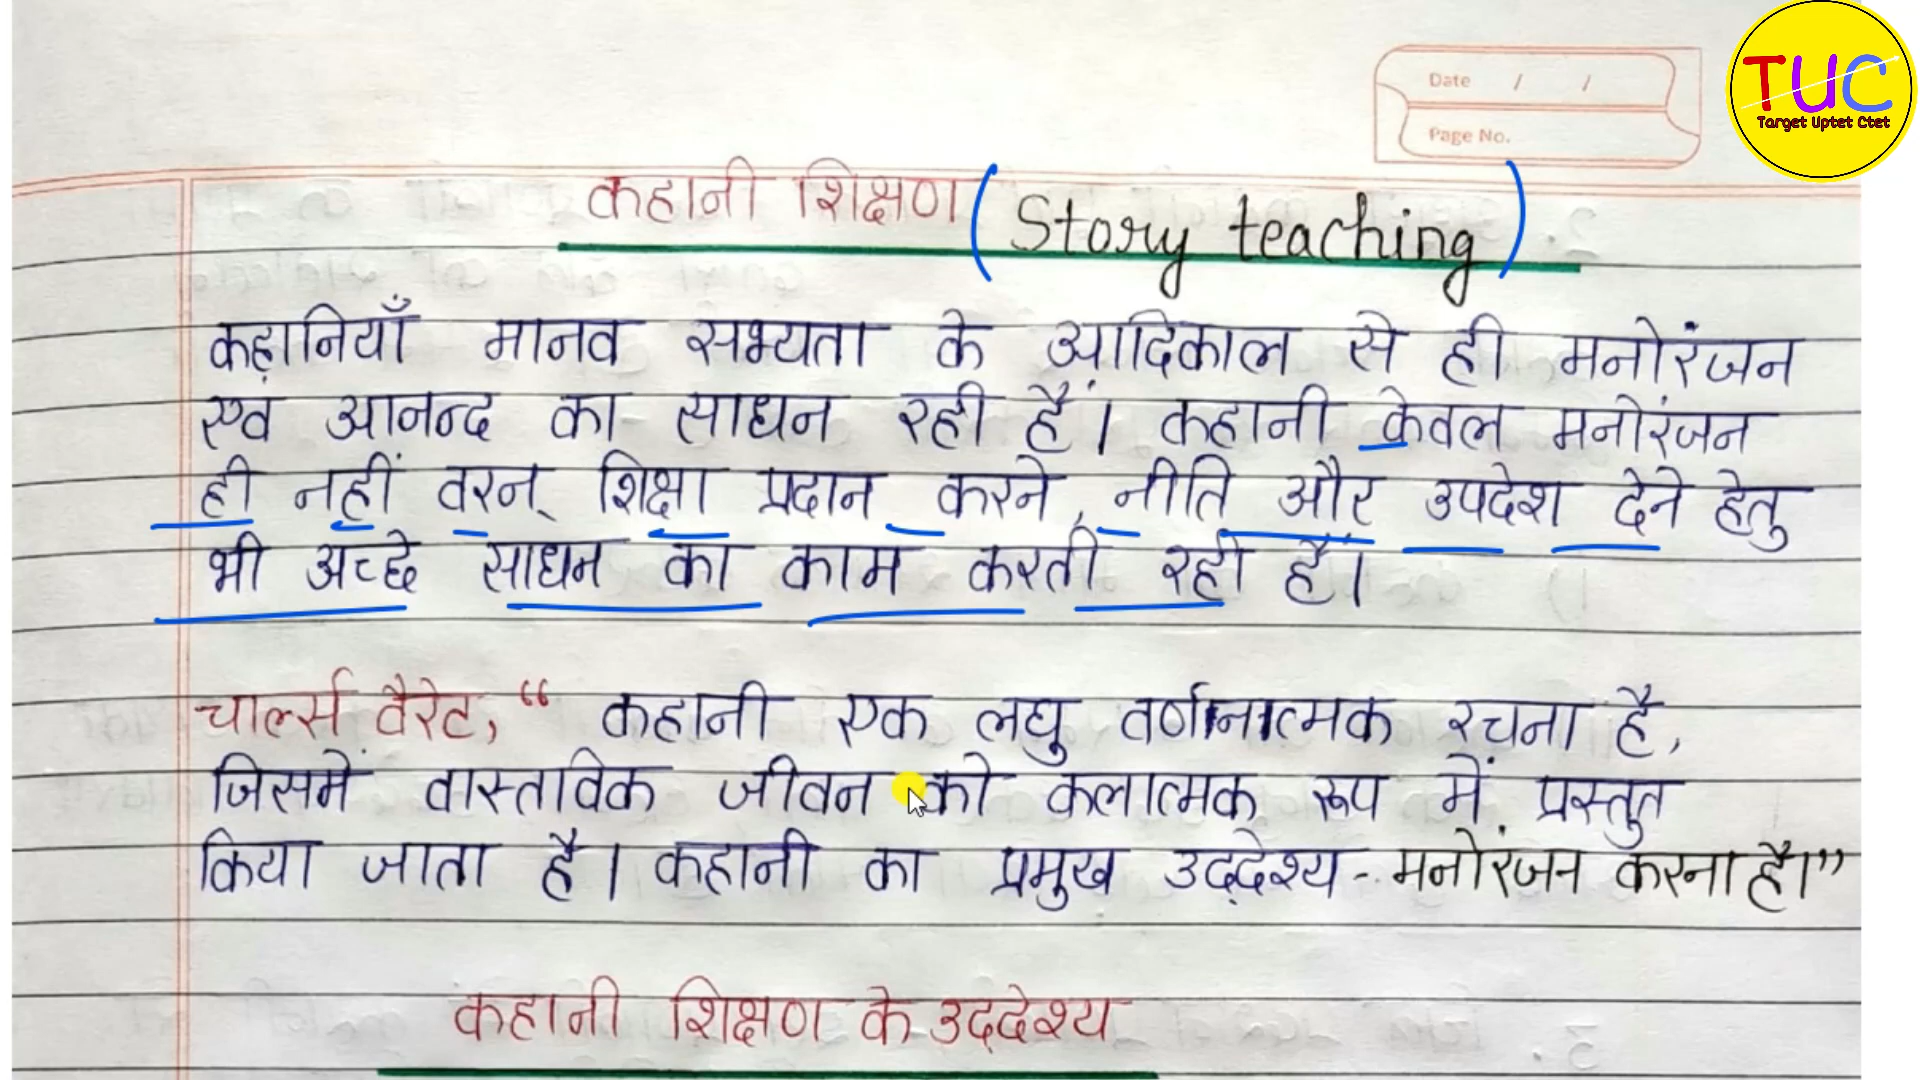 Date / /
Page No.
TUC
Target Uptet Ctet
कहानी शिक्षण (Story teaching)
कहानियाँ मानव सभ्यता के आदिकाल से ही मनोरंजन
एव आनन्द का साधन रही हैं। कहानी केवल मनोरंजन
ही नहीं वरन् शिक्षा प्रदान करने, नीति और उपदेश देने हेतु
भी अच्छे साधन का काम करती रही हैं।
चार्ल्स वैरेट, “ कहानी एक लघु वर्णनात्मक रचना है,
जिसमें वास्तविक जीवन को कलात्मक रूप में प्रस्तुत
किया जाता है। कहानी का प्रमुख उद्देश्य - मनोरंजन करना है।”
कहानी शिक्षण के उद्देश्य